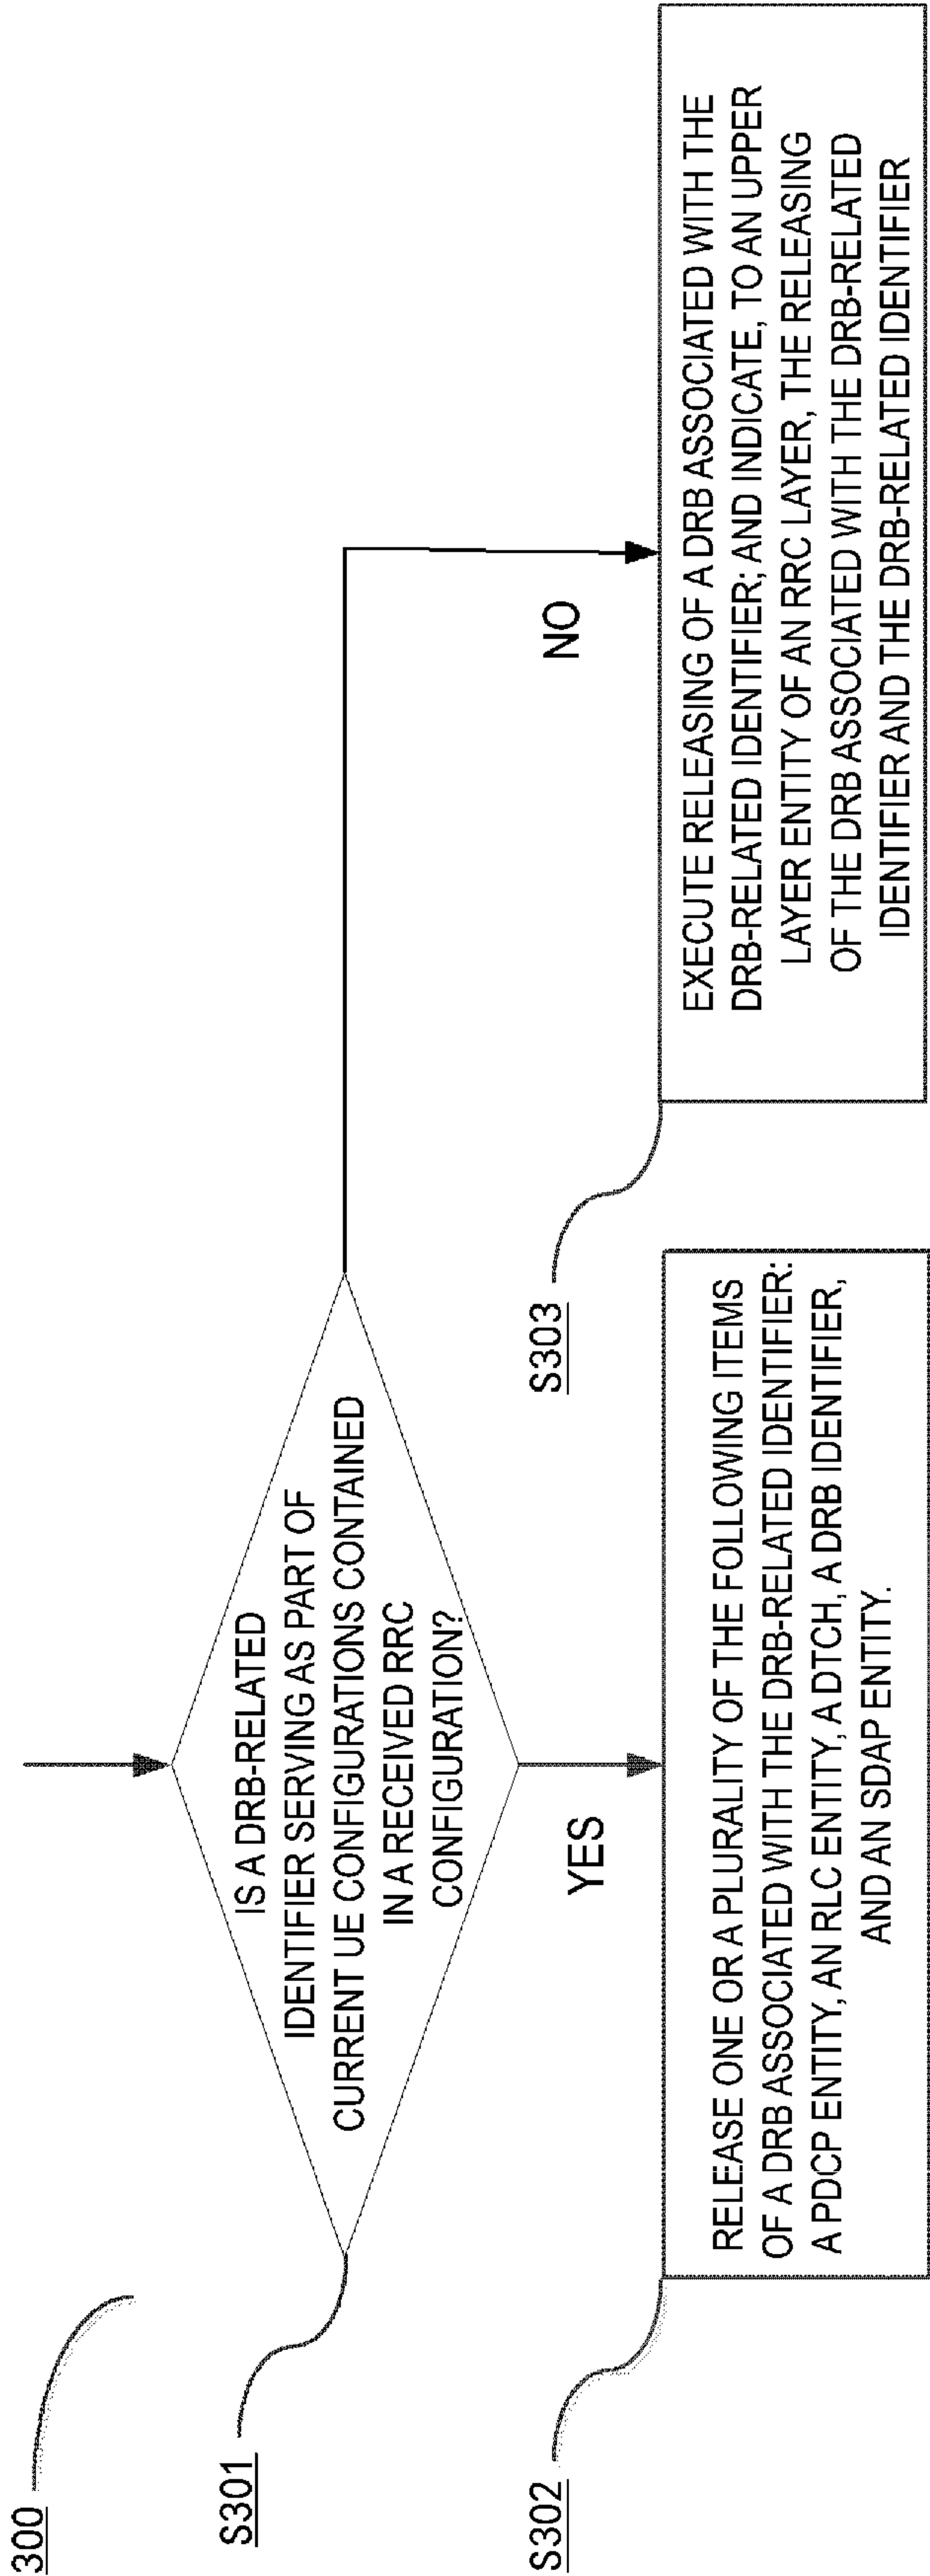 300
S301
IS A DRB-RELATED
IDENTIFIER SERVING AS PART OF
CURRENT UE CONFIGURATIONS CONTAINED
IN A RECEIVED RRC
CONFIGURATION?
YES
NO
S302
RELEASE ONE OR A PLURALITY OF THE FOLLOWING ITEMS
OF A DRB ASSOCIATED WITH THE DRB-RELATED IDENTIFIER:
A PDCP ENTITY, AN RLC ENTITY, A DTCH, A DRB IDENTIFIER,
AND AN SDAP ENTITY.
S303
EXECUTE RELEASING OF A DRB ASSOCIATED WITH THE
DRB-RELATED IDENTIFIER; AND INDICATE, TO AN UPPER
LAYER ENTITY OF AN RRC LAYER, THE RELEASING
OF THE DRB ASSOCIATED WITH THE DRB-RELATED
IDENTIFIER AND THE DRB-RELATED IDENTIFIER